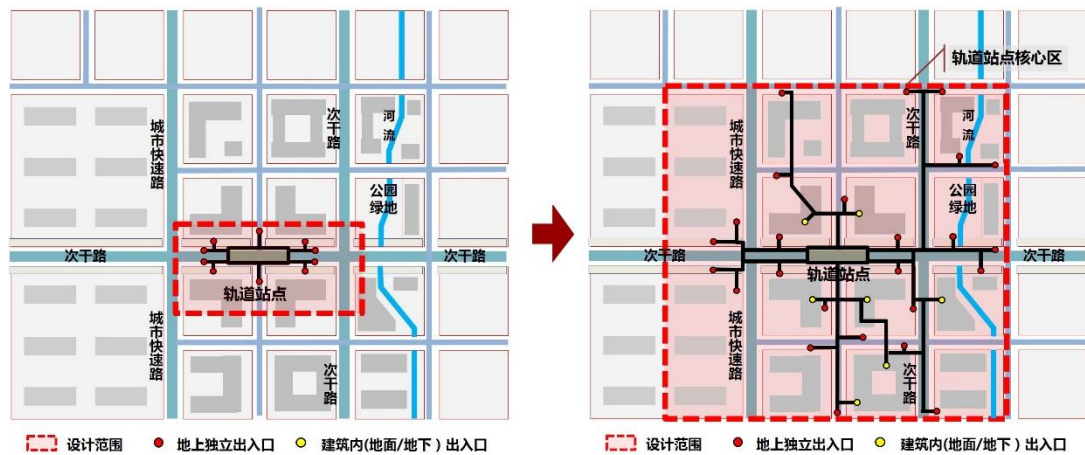 城市快速路
次干路
河流
公园
绿地
次干路
次干路
轨道站点
城市快速路
次干路
设计范围
地上独立出入口
建筑内(地面/地下)出入口
轨道站点核心区
城市快速路
次干路
河流
公园
绿地
次干路
次干路
轨道站点
城市快速路
次干路
设计范围
地上独立出入口
建筑内(地面/地下)出入口